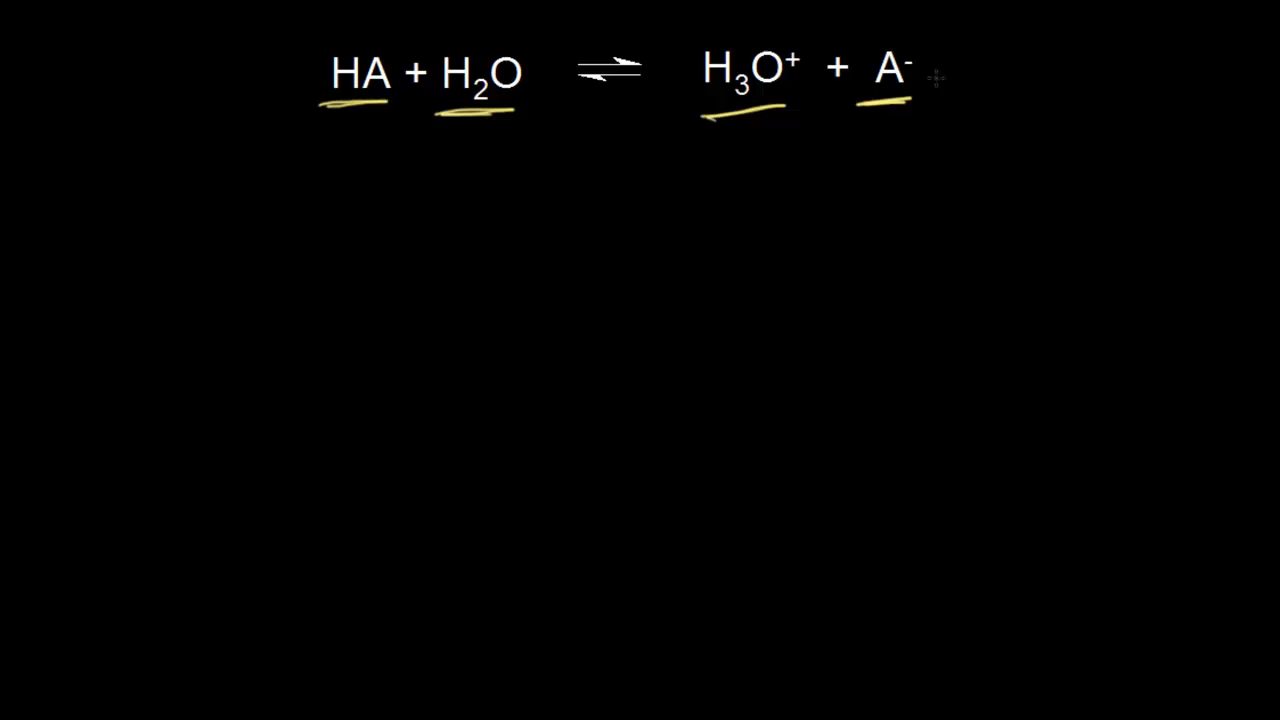 HA + H₂O ⇌ H₃O⁺ + A⁻